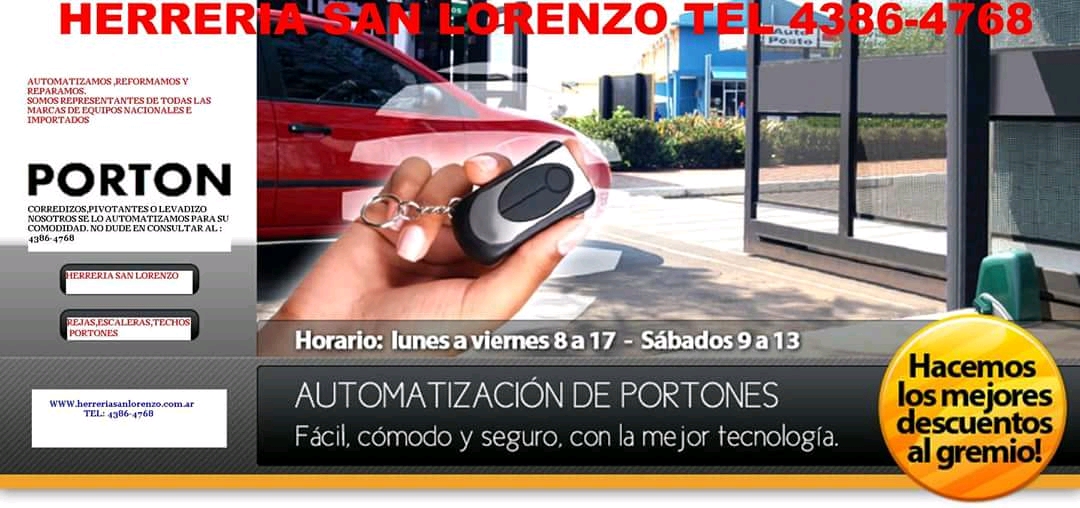 HERRERIA SAN LORENZO TEL 4386-4768
AUTOMATIZAMOS ,REFORMAMOS Y
REPARAMOS.
SOMOS REPRESENTANTES DE TODAS LAS
MARCAS DE EQUIPOS NACIONALES E
IMPORTADOS
PORTON
CORREDIZOS,PIVOTANTES O LEVADIZO
NOSOTROS SE LO AUTOMATIZAMOS PARA SU
COMODIDAD. NO DUDE EN CONSULTAR AL :
4386-4768
HERRERIA SAN LORENZO
REJAS,ESCALERAS,TECHOS
PORTONES
WWW.herreriasanlorenzo.com.ar
TEL: 4386-4768
Auto
Posto
Horario: lunes a viernes 8 a 17 - Sábados 9 a 13
AUTOMATIZACIÓN DE PORTONES
Fácil, cómodo y seguro, con la mejor tecnología.
Hacemos
los mejores
descuentos
al gremio!